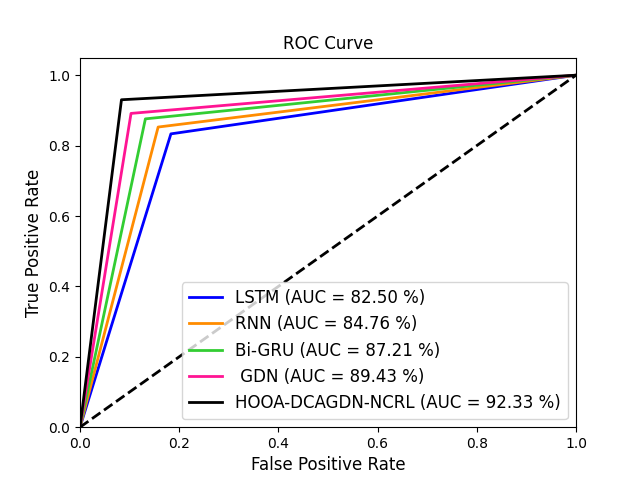 ROC Curve
True Positive Rate
1.0
0.8
0.6
0.4
0.2
0.0
LSTM (AUC = 82.50 %)
RNN (AUC = 84.76 %)
Bi-GRU (AUC = 87.21 %)
GDN (AUC = 89.43 %)
HOOA-DCAGDN-NCRL (AUC = 92.33 %)
0.0 0.2 0.4 0.6 0.8 1.0
False Positive Rate